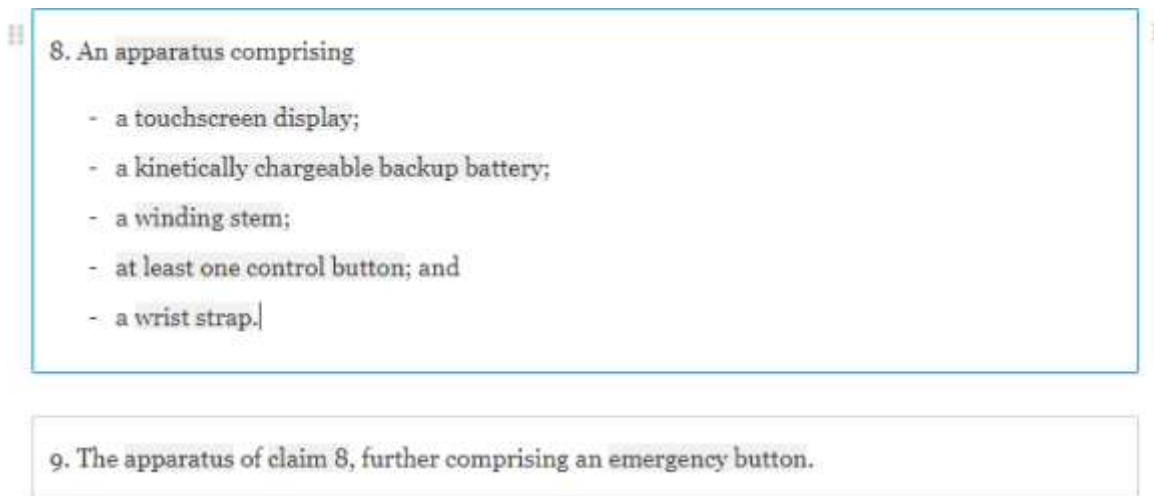 8. An apparatus comprising
- a touchscreen display;
- a kinetically chargeable backup battery;
- a winding stem;
- at least one control button; and
- a wrist strap.
9. The apparatus of claim 8, further comprising an emergency button.